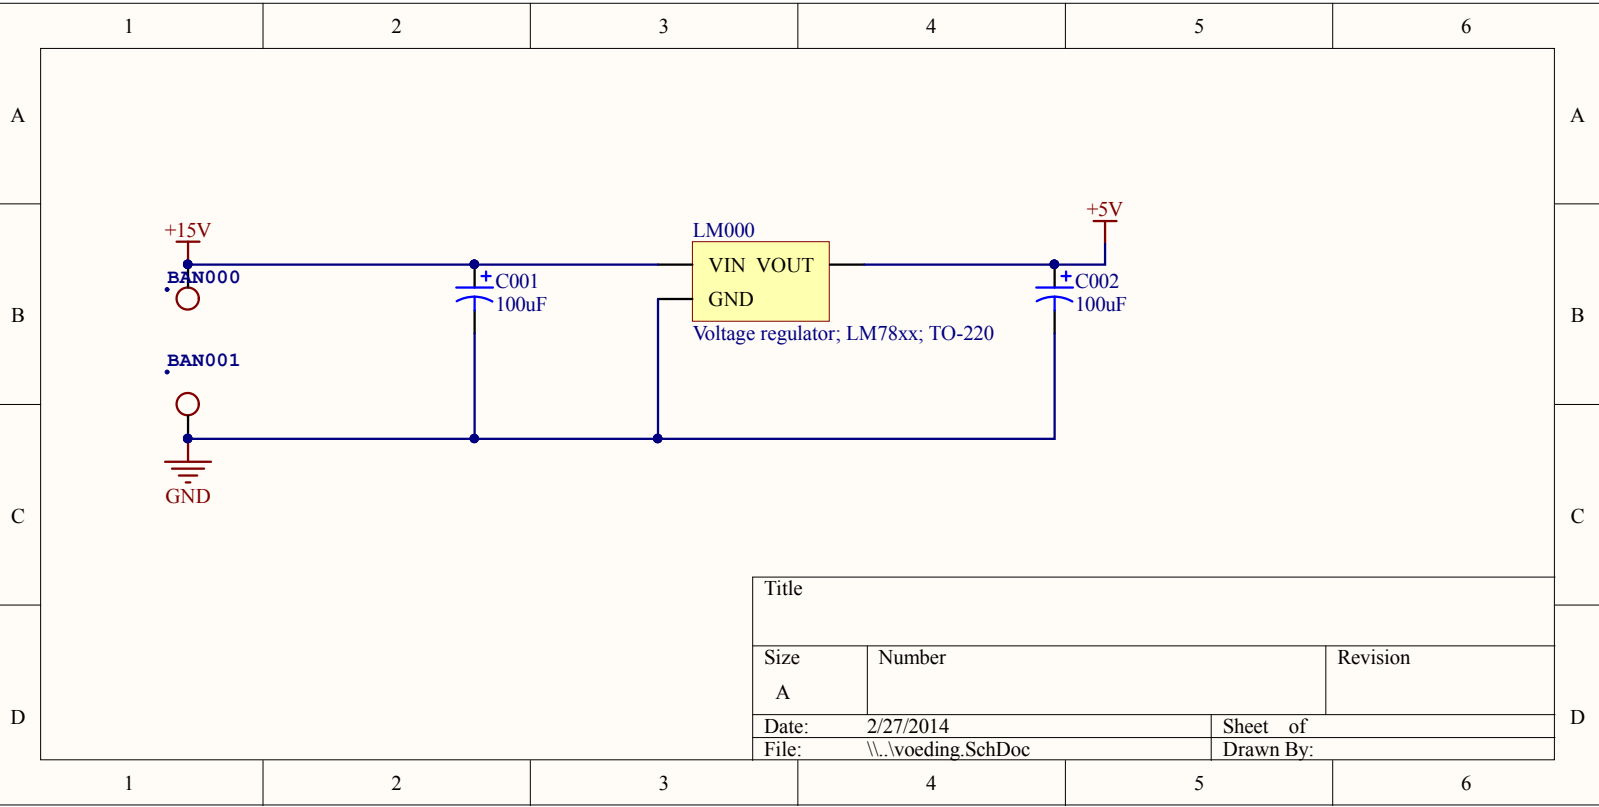 1 2 3 4 5 6
A A
+5V
+15V
LM000
BAN000
VIN VOUT
+ C001
+ C002
100uF
GND
100uF
B B
Voltage regulator; LM78xx; TO-220
BAN001
GND
C C
Title
Size Number Revision
A
D D
Date: 2/27/2014 Sheet of
File: \\..\voeding.SchDoc Drawn By:
1 2 3 4 5 6